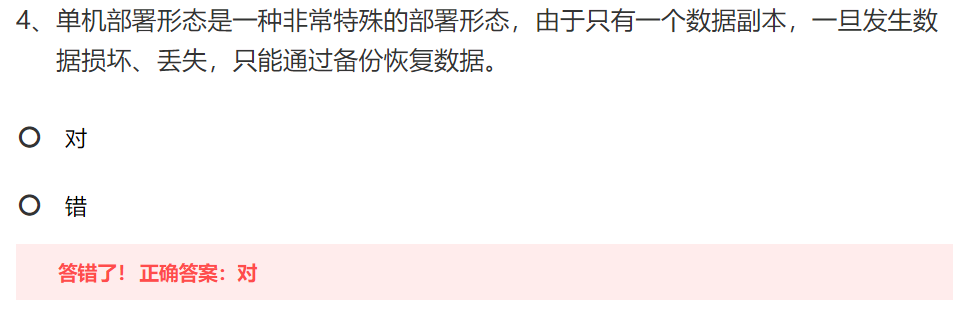 4、单机部署形态是一种非常特殊的部署形态，由于只有一个数据副本，一旦发生数
据损坏、丢失，只能通过备份恢复数据。
对
错
答错了！正确答案：对